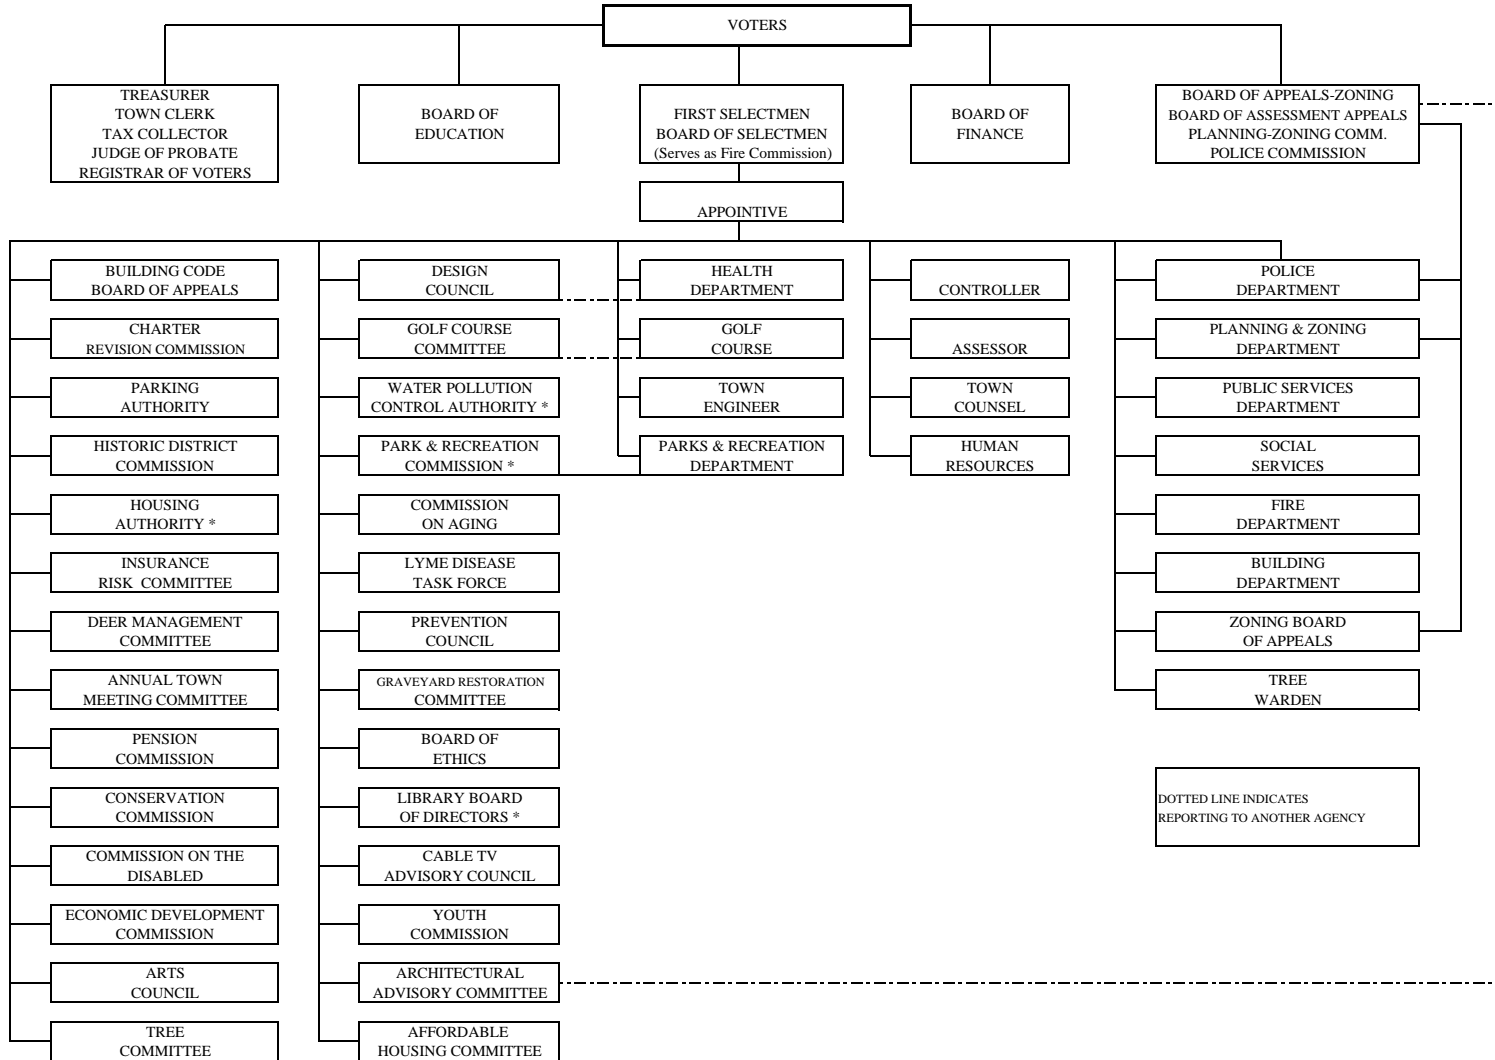 VOTERS
TREASURER
TOWN CLERK
TAX COLLECTOR
JUDGE OF PROBATE
REGISTRAR OF VOTERS
BOARD OF
EDUCATION
FIRST SELECTMEN
BOARD OF SELECTMEN
(Serves as Fire Commission)
BOARD OF
FINANCE
BOARD OF APPEALS-ZONING
BOARD OF ASSESSMENT APPEALS
PLANNING-ZONING COMM.
POLICE COMMISSION
APPOINTIVE
BUILDING CODE
BOARD OF APPEALS
CHARTER
REVISION COMMISSION
PARKING
AUTHORITY
HISTORIC DISTRICT
COMMISSION
HOUSING
AUTHORITY *
INSURANCE
RISK COMMITTEE
DEER MANAGEMENT
COMMITTEE
ANNUAL TOWN
MEETING COMMITTEE
PENSION
COMMISSION
CONSERVATION
COMMISSION
COMMISSION ON THE
DISABLED
ECONOMIC DEVELOPMENT
COMMISSION
ARTS
COUNCIL
TREE
COMMITTEE
DESIGN
COUNCIL
GOLF COURSE
COMMITTEE
WATER POLLUTION
CONTROL AUTHORITY *
PARK & RECREATION
COMMISSION *
COMMISSION
ON AGING
LYME DISEASE
TASK FORCE
PREVENTION
COUNCIL
GRAVEYARD RESTORATION
COMMITTEE
BOARD OF
ETHICS
LIBRARY BOARD
OF DIRECTORS *
CABLE TV
ADVISORY COUNCIL
YOUTH
COMMISSION
ARCHITECTURAL
ADVISORY COMMITTEE
AFFORDABLE
HOUSING COMMITTEE
HEALTH
DEPARTMENT
GOLF
COURSE
TOWN
ENGINEER
PARKS & RECREATION
DEPARTMENT
CONTROLLER
ASSESSOR
TOWN
COUNSEL
HUMAN
RESOURCES
POLICE
DEPARTMENT
PLANNING & ZONING
DEPARTMENT
PUBLIC SERVICES
DEPARTMENT
SOCIAL
SERVICES
FIRE
DEPARTMENT
BUILDING
DEPARTMENT
ZONING BOARD
OF APPEALS
TREE
WARDEN
DOTTED LINE INDICATES
REPORTING TO ANOTHER AGENCY